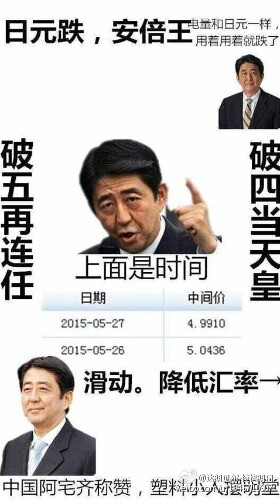 日元跌，安倍王
电量和日元一样，
用着用着就跌了
破五再连任
破四当天皇
上面是时间
日期 中间价
2015-05-27 4.9910
2015-05-26 5.0436
滑动。降低汇率→
中国阿宅齐称赞，塑料小人